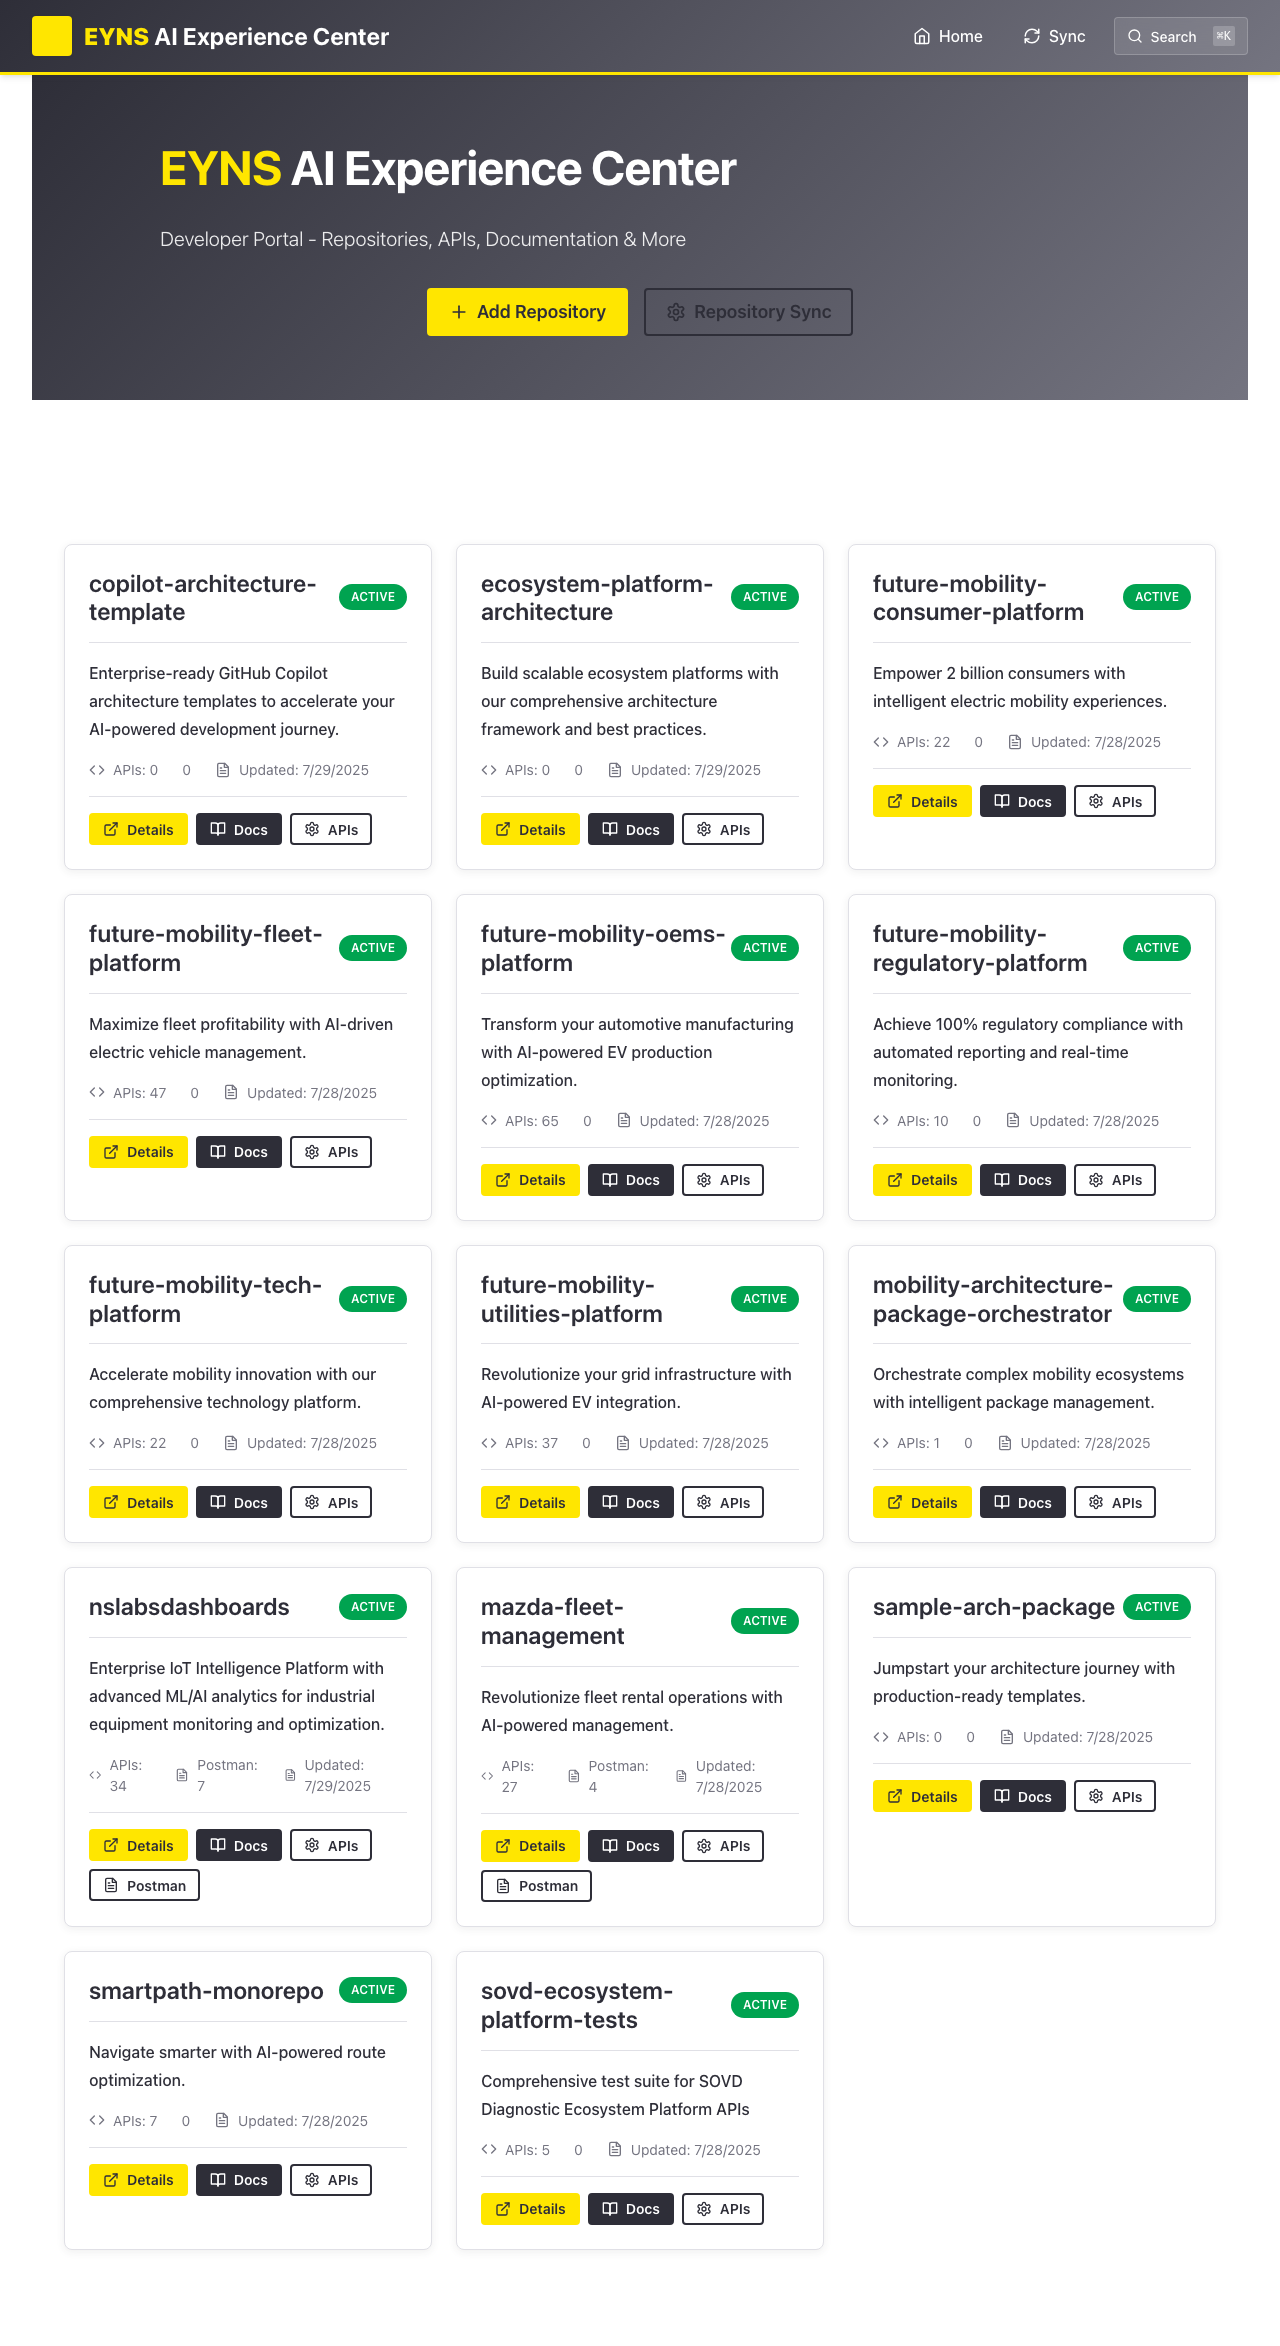 EYNS AI Experience Center
Home
Sync
Search ⌘K
EYNS AI Experience Center
Developer Portal - Repositories, APIs, Documentation & More
Add Repository
Repository Sync
copilot-architecture-
template
ACTIVE
Enterprise-ready GitHub Copilot
architecture templates to accelerate your
AI-powered development journey.
APIs: 0 0 Updated: 7/29/2025
Details Docs APIs
ecosystem-platform-
architecture
ACTIVE
Build scalable ecosystem platforms with
our comprehensive architecture
framework and best practices.
APIs: 0 0 Updated: 7/29/2025
Details Docs APIs
future-mobility-
consumer-platform
ACTIVE
Empower 2 billion consumers with
intelligent electric mobility experiences.
APIs: 22 0 Updated: 7/28/2025
Details Docs APIs
future-mobility-fleet-
platform
ACTIVE
Maximize fleet profitability with AI-driven
electric vehicle management.
APIs: 47 0 Updated: 7/28/2025
Details Docs APIs
future-mobility-oems-
platform
ACTIVE
Transform your automotive manufacturing
with AI-powered EV production
optimization.
APIs: 65 0 Updated: 7/28/2025
Details Docs APIs
future-mobility-
regulatory-platform
ACTIVE
Achieve 100% regulatory compliance with
automated reporting and real-time
monitoring.
APIs: 10 0 Updated: 7/28/2025
Details Docs APIs
future-mobility-tech-
platform
ACTIVE
Accelerate mobility innovation with our
comprehensive technology platform.
APIs: 22 0 Updated: 7/28/2025
Details Docs APIs
future-mobility-
utilities-platform
ACTIVE
Revolutionize your grid infrastructure with
AI-powered EV integration.
APIs: 37 0 Updated: 7/28/2025
Details Docs APIs
mobility-architecture-
package-orchestrator
ACTIVE
Orchestrate complex mobility ecosystems
with intelligent package management.
APIs: 1 0 Updated: 7/28/2025
Details Docs APIs
nslabsdashboards
ACTIVE
Enterprise IoT Intelligence Platform with
advanced ML/AI analytics for industrial
equipment monitoring and optimization.
APIs: Postman: Updated:
34 7 7/29/2025
Details Docs APIs
Postman
mazda-fleet-
management
ACTIVE
Revolutionize fleet rental operations with
AI-powered management.
APIs: Postman: Updated:
27 4 7/28/2025
Details Docs APIs
Postman
sample-arch-package
ACTIVE
Jumpstart your architecture journey with
production-ready templates.
APIs: 0 0 Updated: 7/28/2025
Details Docs APIs
smartpath-monorepo
ACTIVE
Navigate smarter with AI-powered route
optimization.
APIs: 7 0 Updated: 7/28/2025
Details Docs APIs
sovd-ecosystem-
platform-tests
ACTIVE
Comprehensive test suite for SOVD
Diagnostic Ecosystem Platform APIs
APIs: 5 0 Updated: 7/28/2025
Details Docs APIs